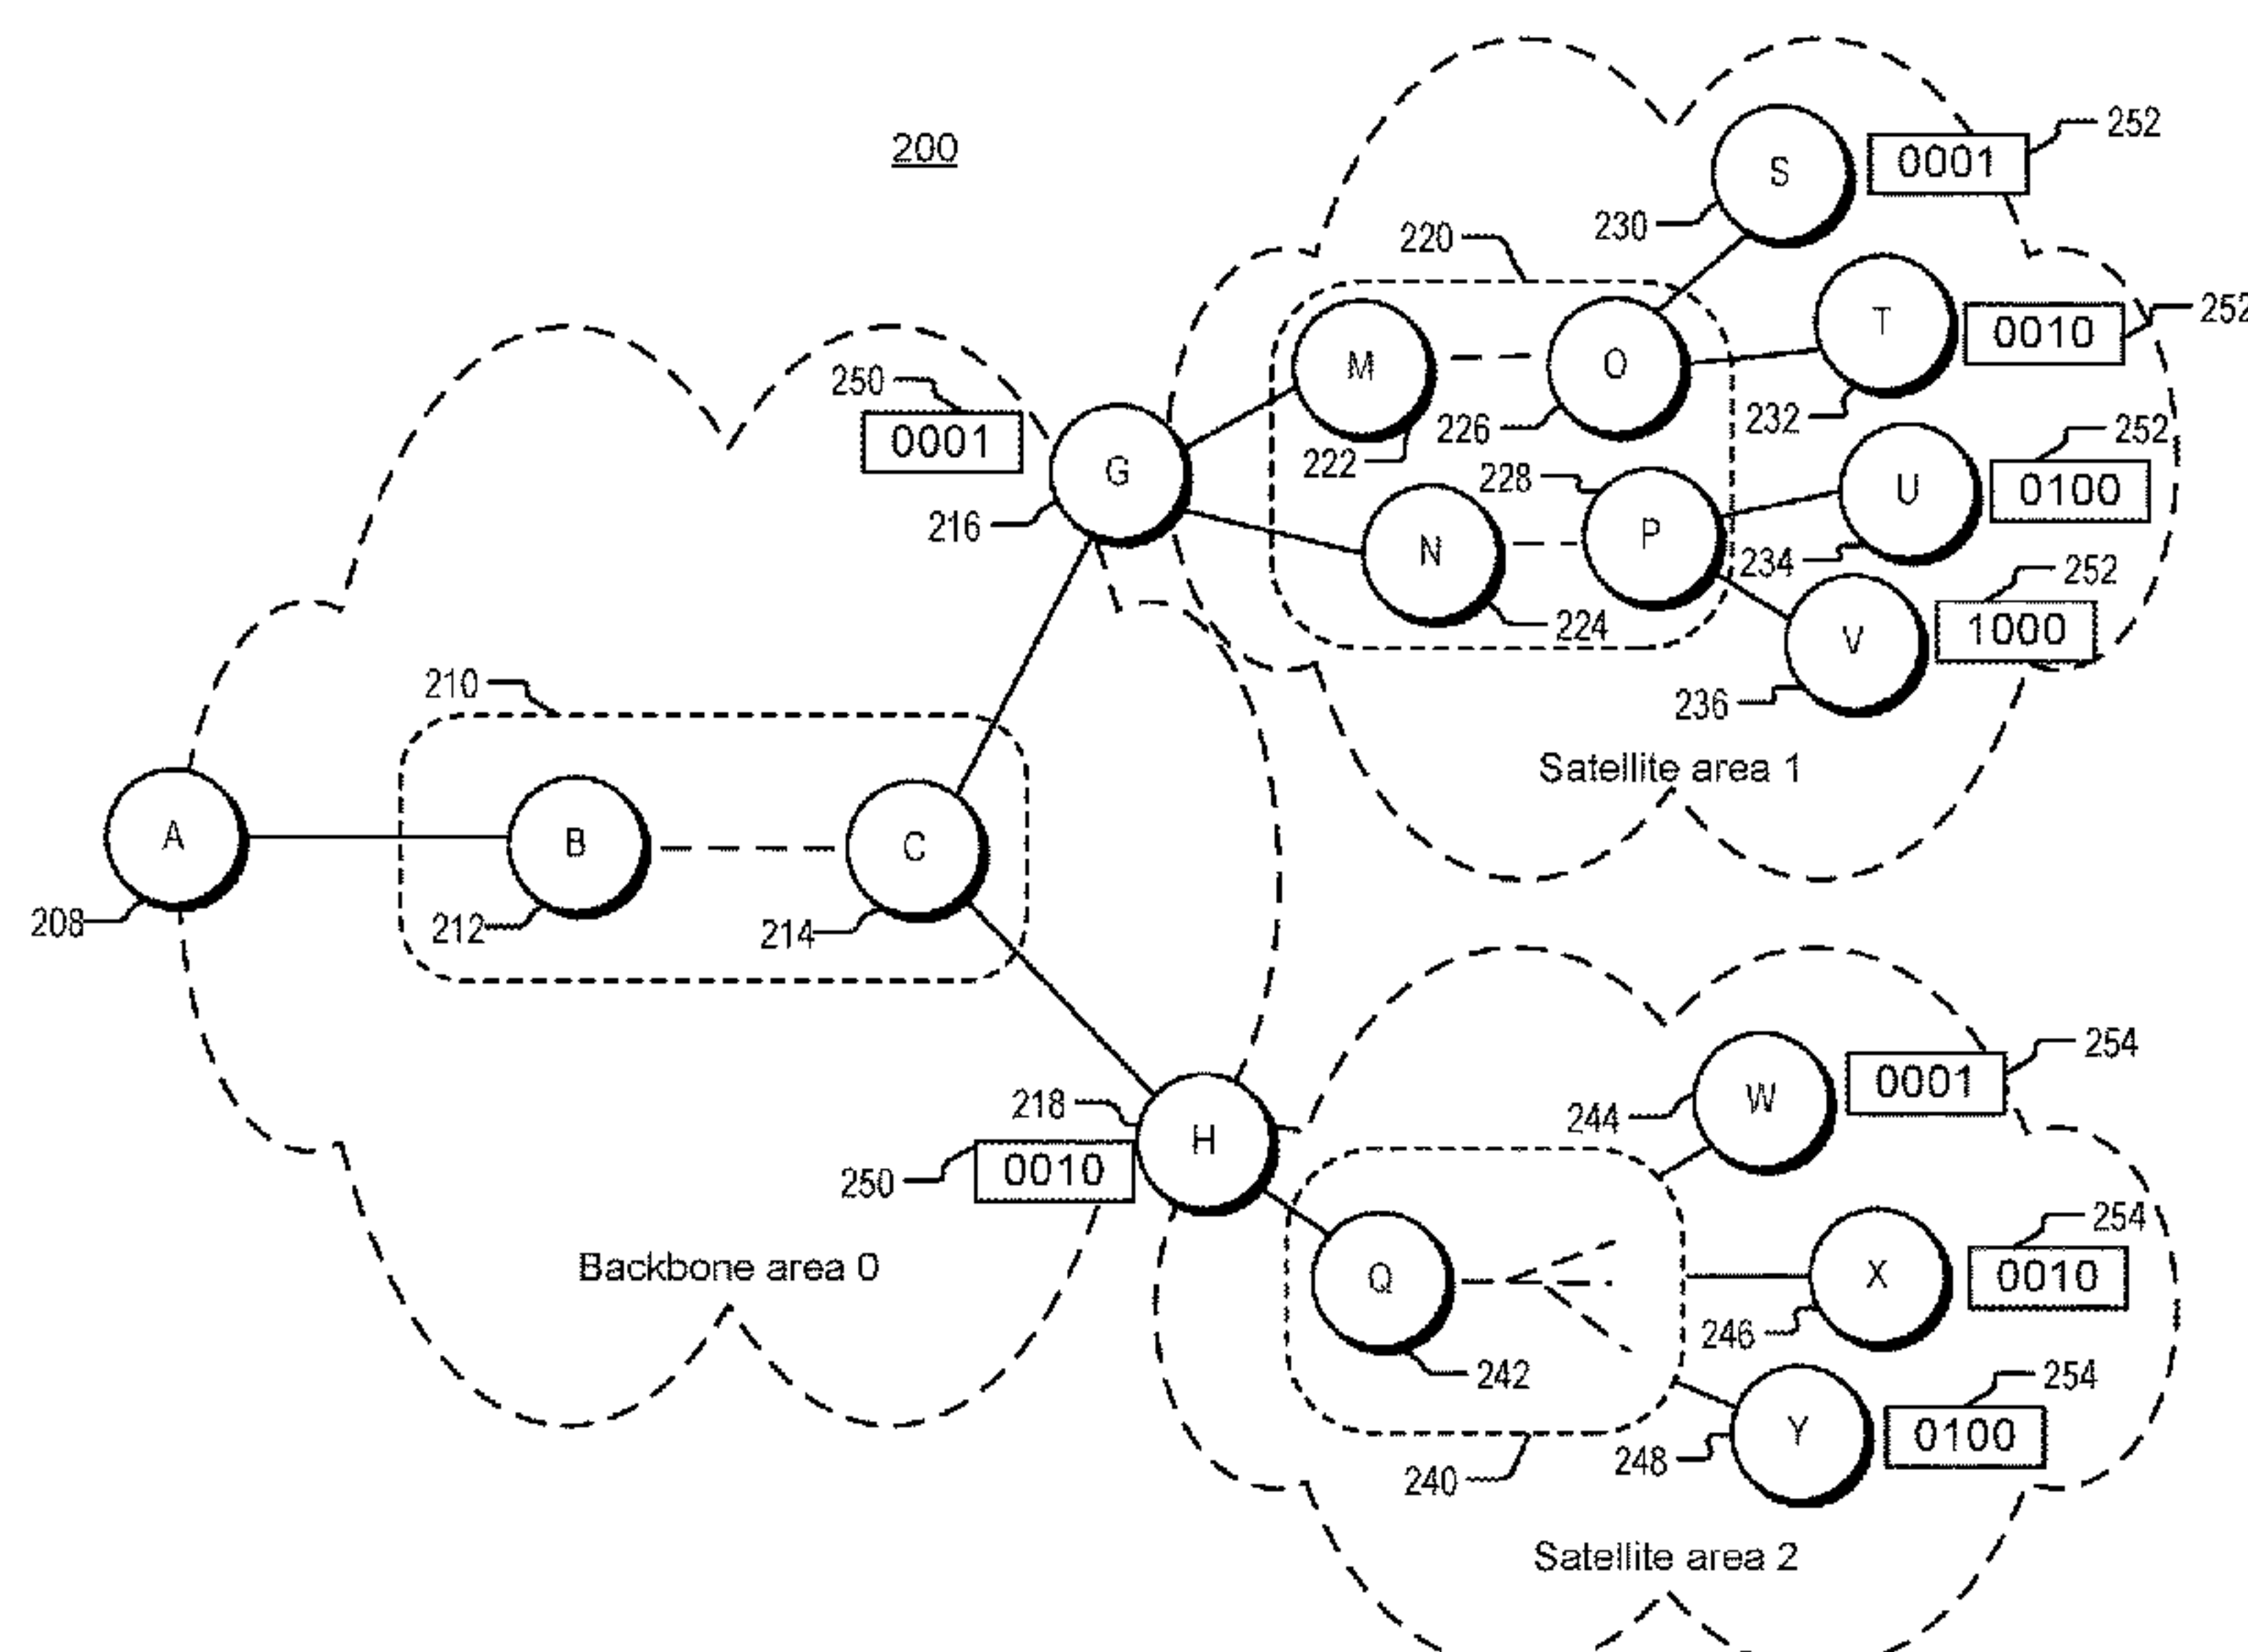 200
252
S
0001
230
220
T
0010
252
M
O
250
0001
232
252
226
222
G
228
U
0100
216
N
P
234
252
224
V
1000
210
236
Satellite area 1
A
B
C
208
212
214
254
W
0001
218
244
H
250
0010
254
Backbone area 0
Q
X
0010
246
242
254
Y
0100
248
240
Satellite area 2